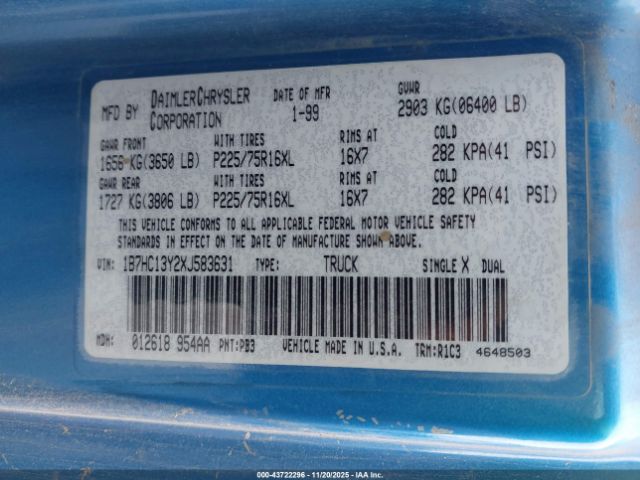 MFD BY DAIMLERCHRYSLER CORPORATION DATE OF MFR 1-99 GVWR 2903 KG(06400 LB)
GAWR FRONT WITH TIRES RIMS AT COLD
1656 KG(3650 LB) P225/75R16XL 16X7 282 KPA(41 PSI)
GAWR REAR WITH TIRES RIMS AT COLD
1727 KG(3806 LB) P225/75R16XL 16X7 282 KPA(41 PSI)
THIS VEHICLE CONFORMS TO ALL APPLICABLE FEDERAL MOTOR VEHICLE SAFETY
STANDARDS IN EFFECT ON THE DATE OF MANUFACTURE SHOWN ABOVE.
VIN: 1B7HC13Y2XJ583631 TYPE: TRUCK SINGLE X DUAL
MDH: 012618 954AA PNT:PB3 VEHICLE MADE IN U.S.A. TRM:R1C3 4648503
000-43722296 - 11/20/2025 - IAA Inc.